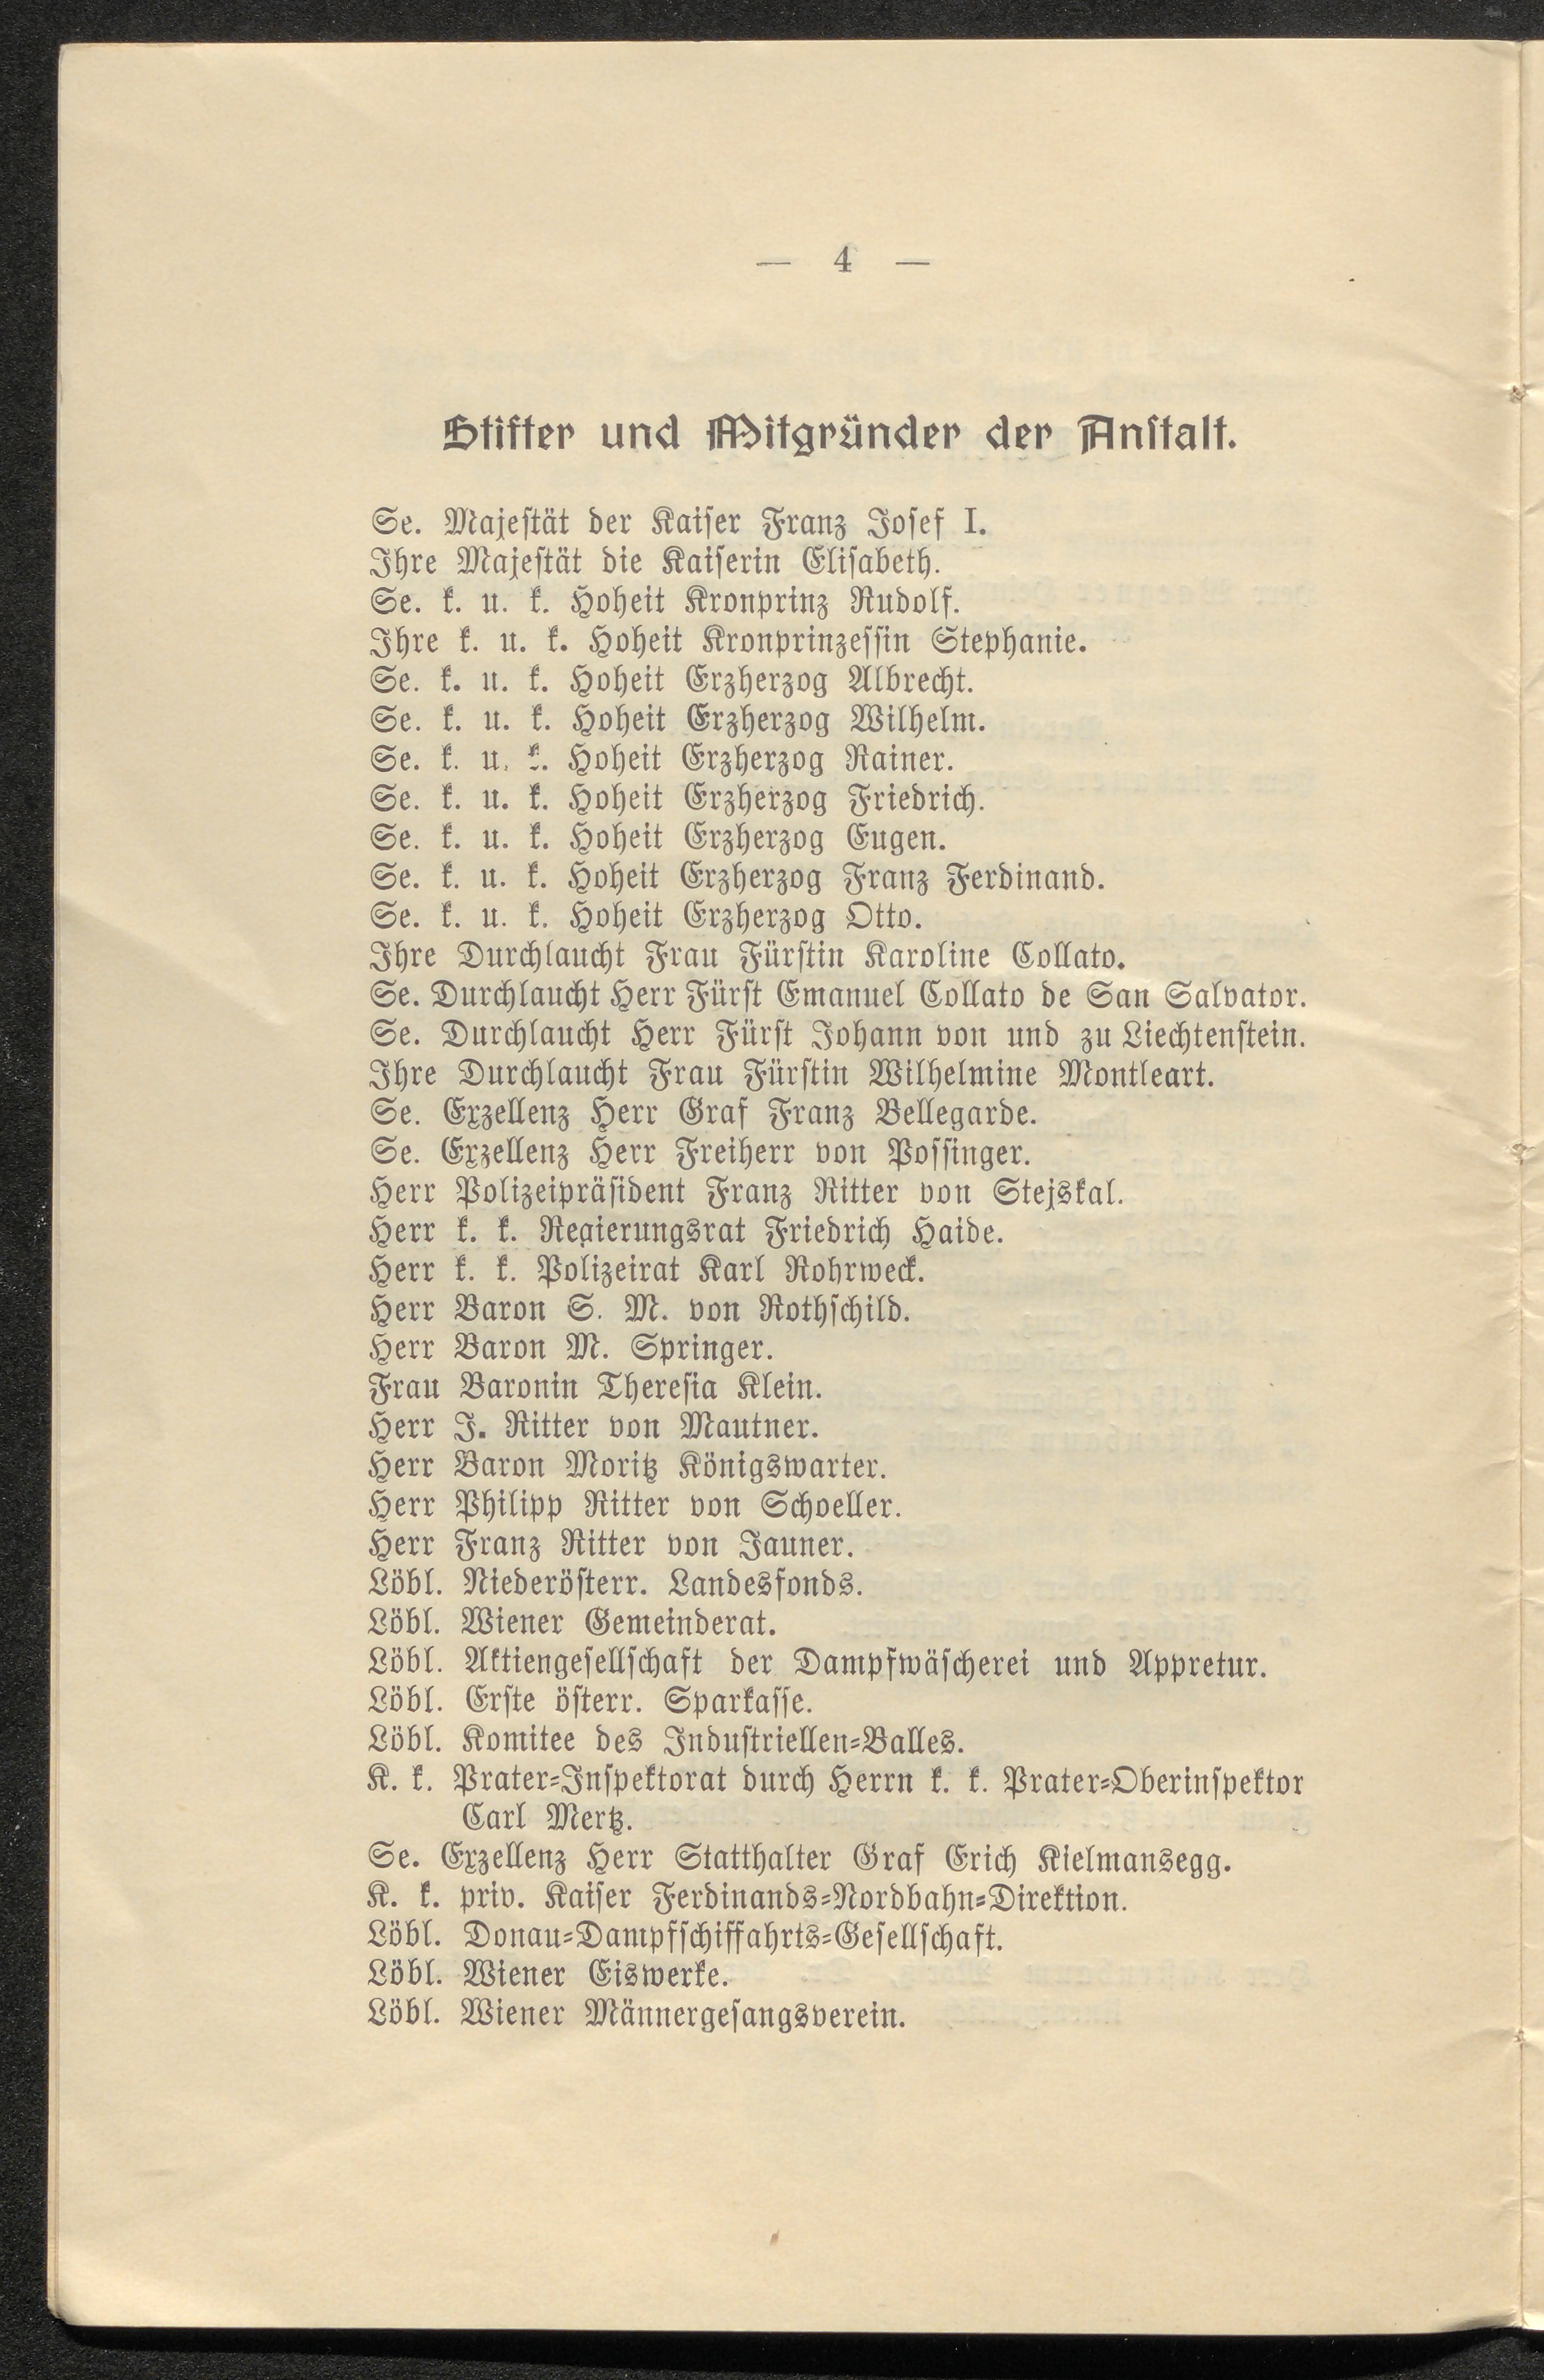 — 4 —
Stifter und Mitgründer der Anstalt.
Se. Majestät der Kaiser Franz Josef I.
Ihre Majestät die Kaiserin Elisabeth.
Se. k. u. k. Hoheit Kronprinz Rudolf.
Ihre k. u. k. Hoheit Kronprinzessin Stephanie.
Se. k. u. k. Hoheit Erzherzog Albrecht.
Se. k. u. k. Hoheit Erzherzog Wilhelm.
Se. k. u. k. Hoheit Erzherzog Rainer.
Se. k. u. k. Hoheit Erzherzog Friedrich.
Se. k. u. k. Hoheit Erzherzog Eugen.
Se. k. u. k. Hoheit Erzherzog Franz Ferdinand.
Se. k. u. k. Hoheit Erzherzog Otto.
Ihre Durchlaucht Frau Fürstin Karoline Collato.
Se. Durchlaucht Herr Fürst Emanuel Collato de San Salvator.
Se. Durchlaucht Herr Fürst Johann von und zu Liechtenstein.
Ihre Durchlaucht Frau Fürstin Wilhelmine Montleart.
Se. Exzellenz Herr Graf Franz Bellegarde.
Se. Exzellenz Herr Freiherr von Possinger.
Herr Polizeipräsident Franz Ritter von Stejskal.
Herr k. k. Regierungsrat Friedrich Haide.
Herr k. k. Polizeirat Karl Rohrweck.
Herr Baron S. M. von Rothschild.
Herr Baron M. Springer.
Frau Baronin Theresia Klein.
Herr J. Ritter von Mautner.
Herr Baron Moritz Königswarter.
Herr Philipp Ritter von Schoeller.
Herr Franz Ritter von Jauner.
Löbl. Niederösterr. Landesfonds.
Löbl. Wiener Gemeinderat.
Löbl. Aktiengesellschaft der Dampfwäscherei und Appretur.
Löbl. Erste österr. Sparkasse.
Löbl. Komitee des Industriellen-Balles.
K. k. Prater-Inspektorat durch Herrn k. k. Prater-Oberinspektor
Carl Mertz.
Se. Exzellenz Herr Statthalter Graf Erich Kielmansegg.
K. k. priv. Kaiser Ferdinands-Nordbahn-Direktion.
Löbl. Donau-Dampfschiffahrts-Gesellschaft.
Löbl. Wiener Eiswerke.
Löbl. Wiener Männergesangsverein.